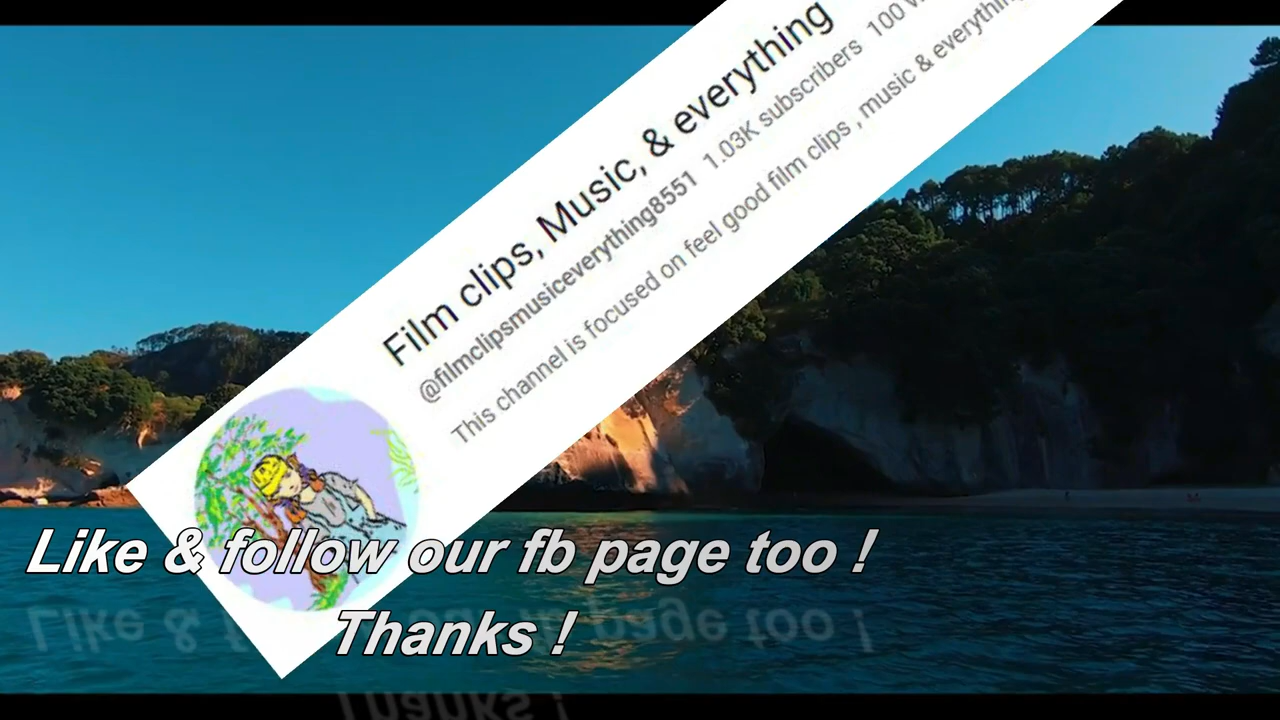 Film clips, Music, & everything
@filmclipsmusiceverything8551 1.03K subscribers 100
This channel is focused on feel good film clips , music & everything
Like & follow our fb page too !
Thanks !